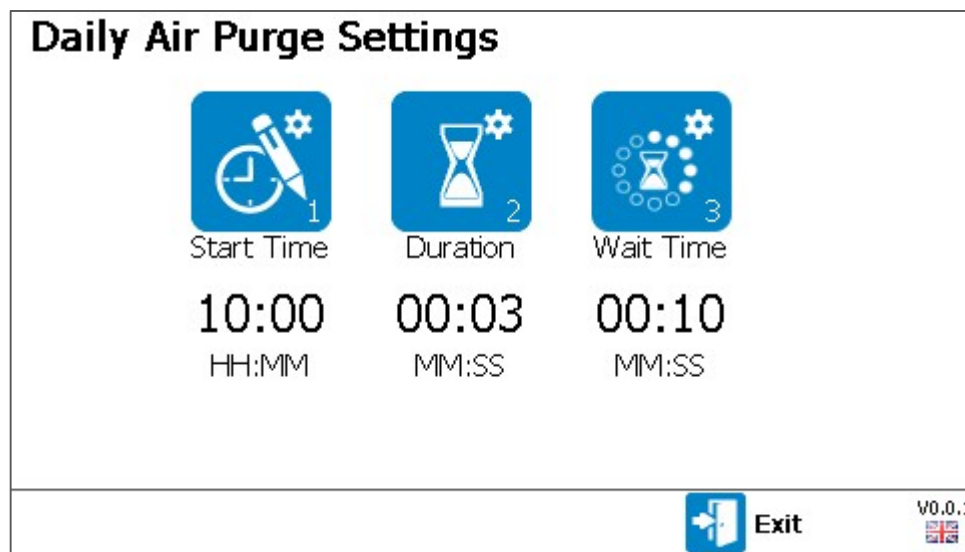 Daily Air Purge Settings
1 2 3
Start Time Duration Wait Time
10:00 00:03 00:10
HH:MM MM:SS MM:SS
Exit